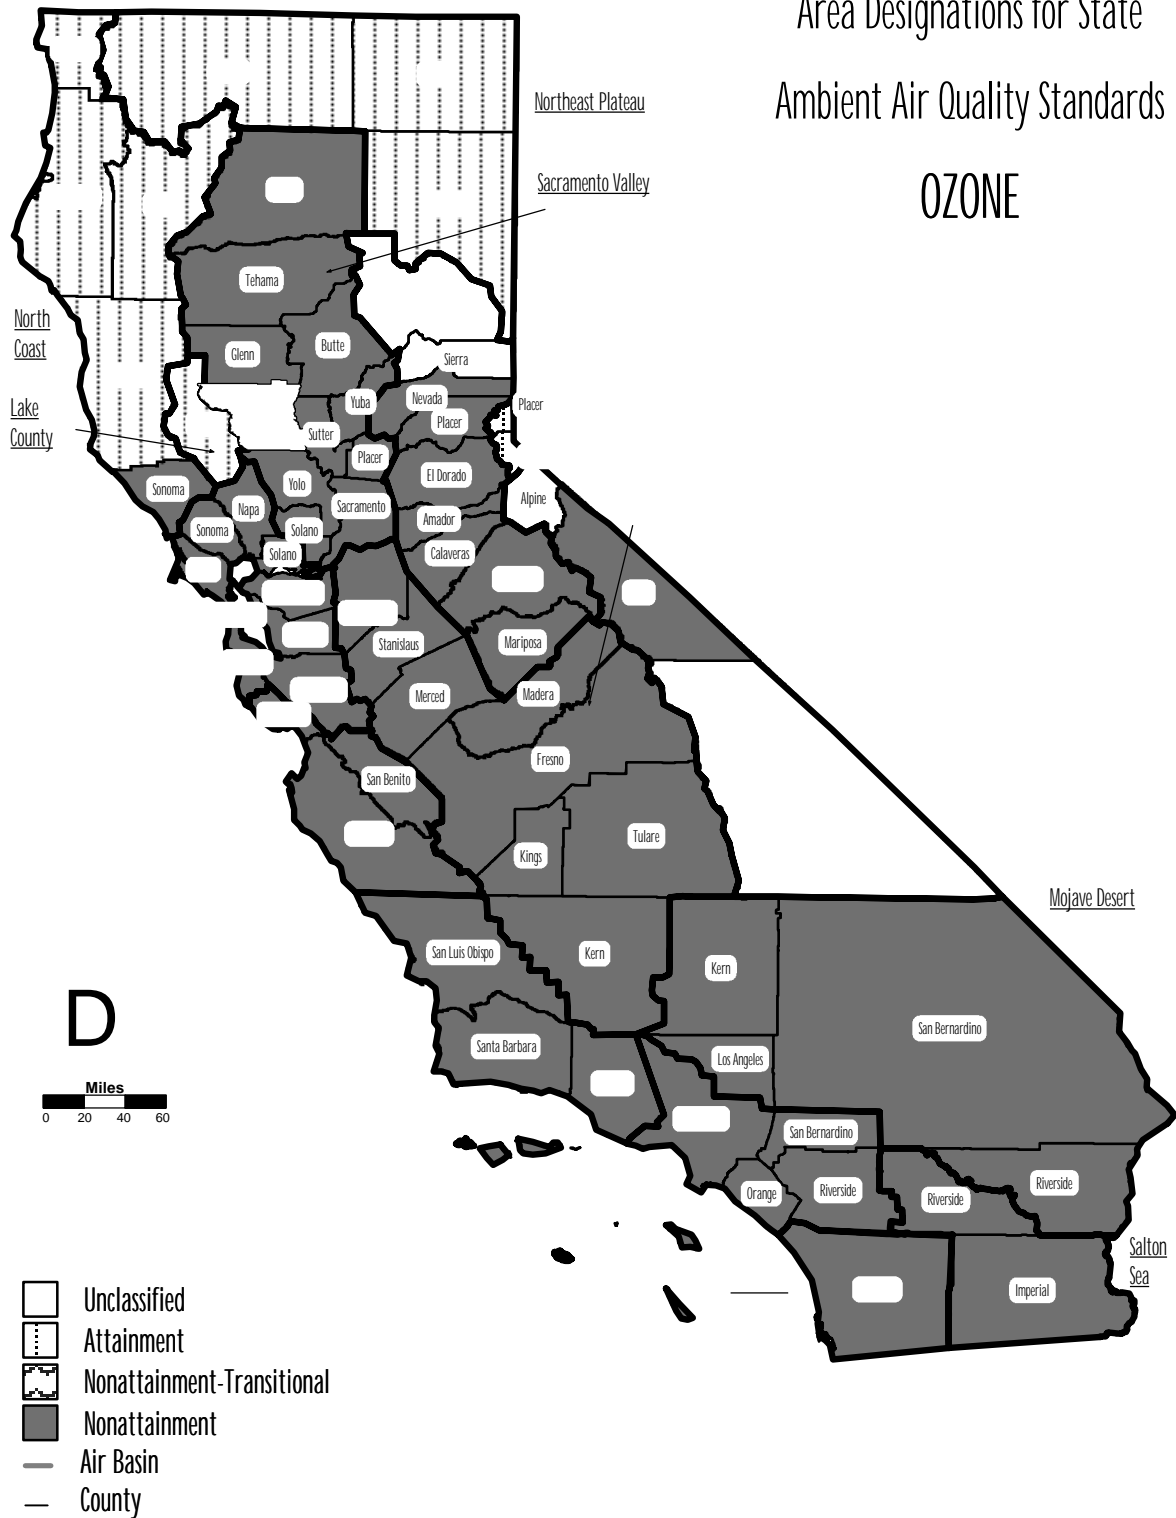 Area Designations for State
Ambient Air Quality Standards
OZONE
Northeast Plateau
Sacramento Valley
Tehama
North
Coast
Glenn
Butte
Sierra
Lake
County
Yuba
Nevada
Placer
Placer
Sutter
Placer
El Dorado
Sonoma
Yolo
Napa
Sacramento
Alpine
Sonoma
Solano
Amador
Solano
Calaveras
Stanislaus
Mariposa
Merced
Madera
Fresno
San Benito
Tulare
Kings
Mojave Desert
San Luis Obispo
Kern
Kern
D
San Bernardino
Santa Barbara
Los Angeles
Miles
0 20 40 60
San Bernardino
Orange
Riverside
Riverside
Riverside
Salton
Sea
Imperial
Unclassified
Attainment
Nonattainment-Transitional
Nonattainment
Air Basin
County